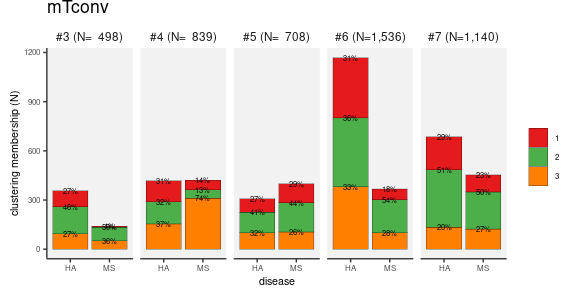 mTconv
#3 (N= 498) #4 (N= 839) #5 (N= 708) #6 (N=1,536) #7 (N=1,140)
1200
900
600
300
0
clustering membership (N)
27% 46% 27% 36%
31% 32% 37% 14% 13% 74%
27% 41% 32% 29% 44% 26%
31% 36% 33% 18% 54% 28%
29% 51% 20% 23% 50% 27%
HA MS HA MS HA MS HA MS HA MS
disease
1
2
3